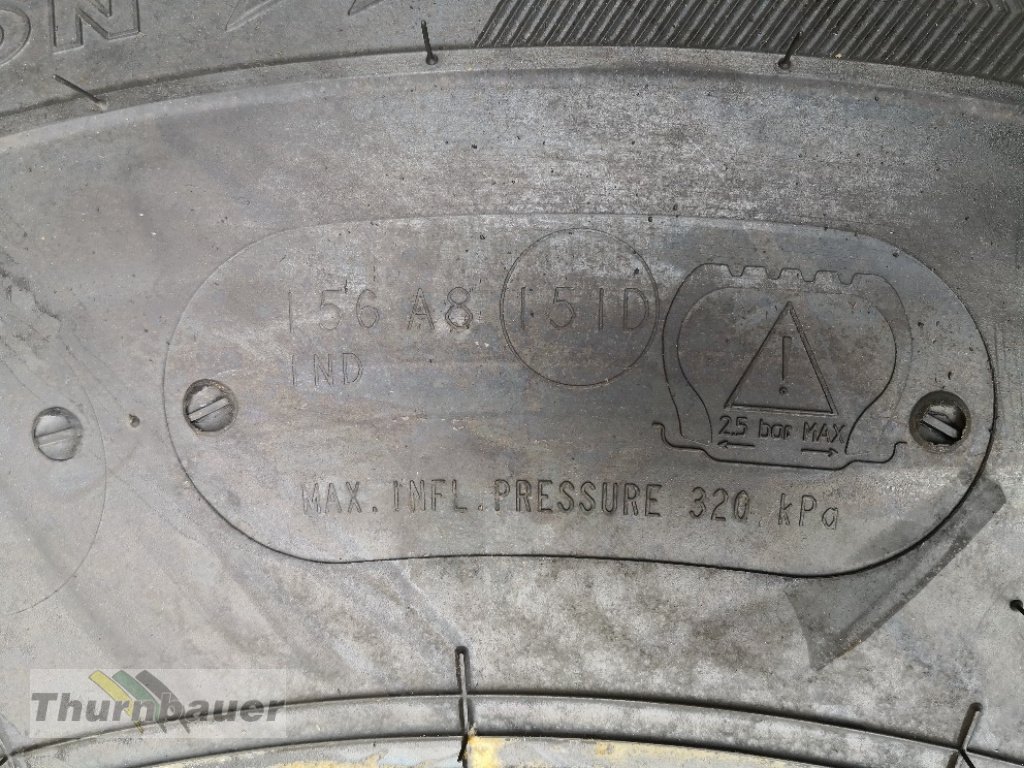 156 A8 151D
IND
2,5 bar MAX
MAX. INFL. PRESSURE 320 kPa
Thurnbauer